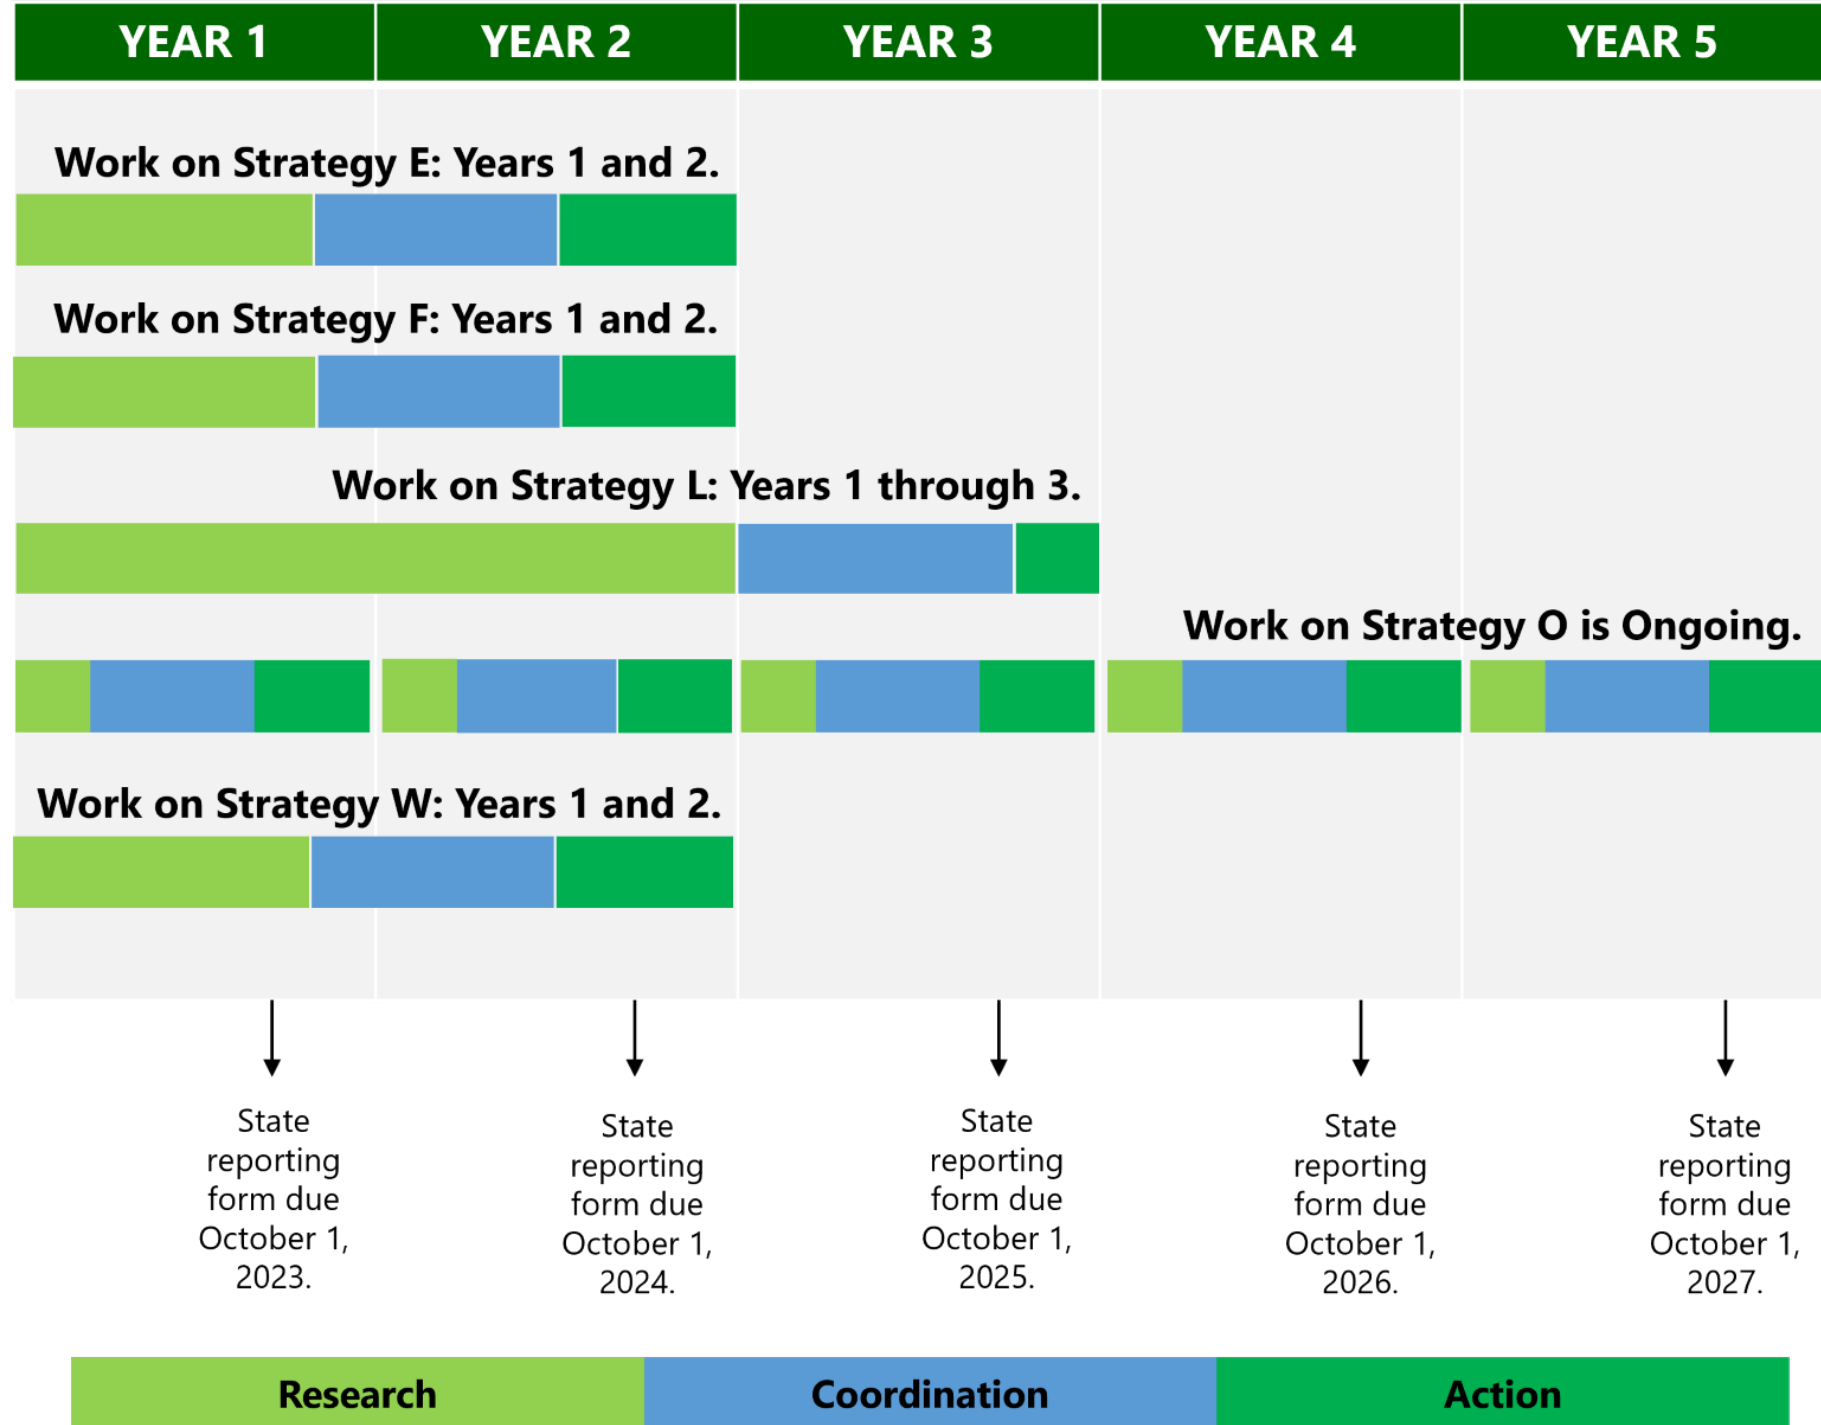 YEAR 1
YEAR 2
YEAR 3
YEAR 4
YEAR 5
Work on Strategy E: Years 1 and 2.
Work on Strategy F: Years 1 and 2.
Work on Strategy L: Years 1 through 3.
Work on Strategy O is Ongoing.
Work on Strategy W: Years 1 and 2.
State
reporting
form due
October 1,
2023.
State
reporting
form due
October 1,
2024.
State
reporting
form due
October 1,
2025.
State
reporting
form due
October 1,
2026.
State
reporting
form due
October 1,
2027.
Research
Coordination
Action